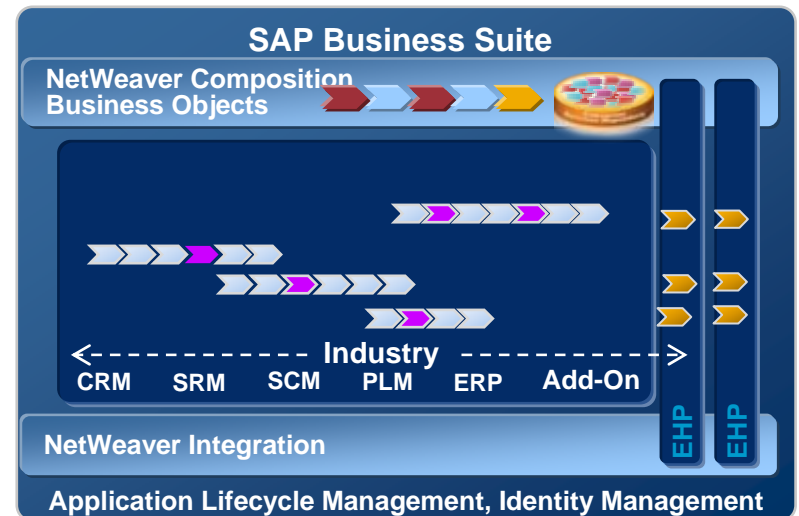 SAP Business Suite
NetWeaver Composition
Business Objects
Industry
CRM SRM SCM PLM ERP Add-On
EHP EHP
NetWeaver Integration
Application Lifecycle Management, Identity Management